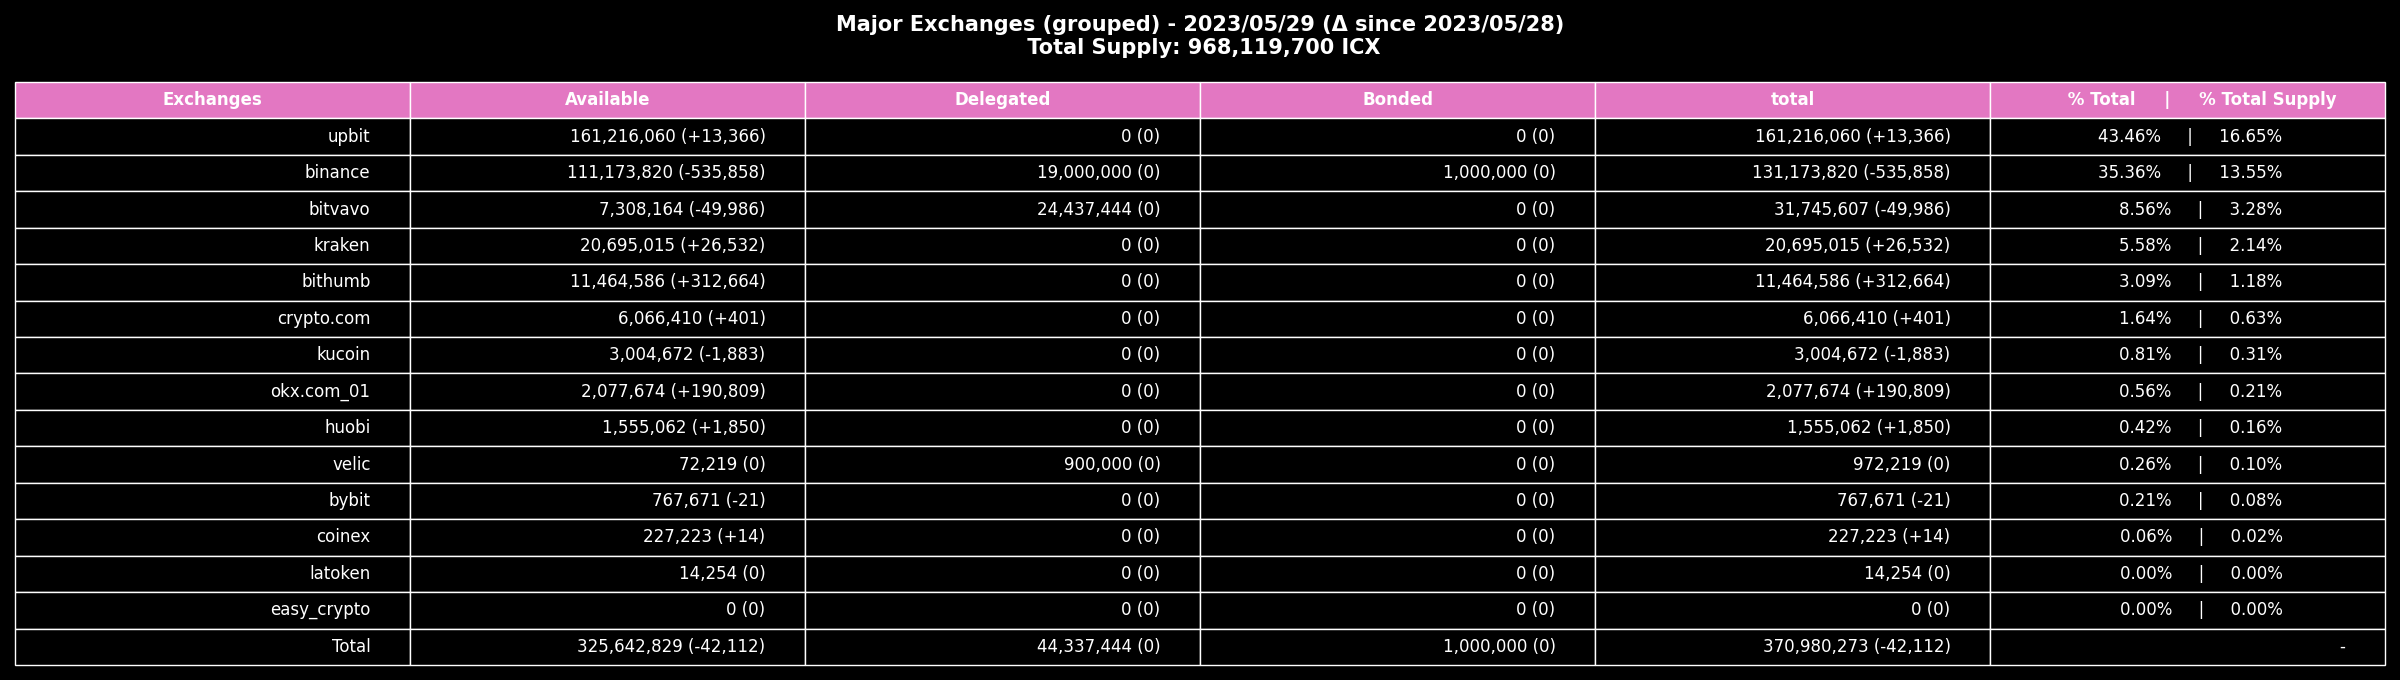 Major Exchanges (grouped) - 2023/05/29 (Δ since 2023/05/28)
Total Supply: 968,119,700 ICX
Exchanges Available Delegated Bonded total % Total | % Total Supply
upbit 161,216,060 (+13,366) 0 (0) 0 (0) 161,216,060 (+13,366) 43.46% | 16.65%
binance 111,173,820 (-535,858) 19,000,000 (0) 1,000,000 (0) 131,173,820 (-535,858) 35.36% | 13.55%
bitvavo 7,308,164 (-49,986) 24,437,444 (0) 0 (0) 31,745,607 (-49,986) 8.56% | 3.28%
kraken 20,695,015 (+26,532) 0 (0) 0 (0) 20,695,015 (+26,532) 5.58% | 2.14%
bithumb 11,464,586 (+312,664) 0 (0) 0 (0) 11,464,586 (+312,664) 3.09% | 1.18%
crypto.com 6,066,410 (+401) 0 (0) 0 (0) 6,066,410 (+401) 1.64% | 0.63%
kucoin 3,004,672 (-1,883) 0 (0) 0 (0) 3,004,672 (-1,883) 0.81% | 0.31%
okx.com_01 2,077,674 (+190,809) 0 (0) 0 (0) 2,077,674 (+190,809) 0.56% | 0.21%
huobi 1,555,062 (+1,850) 0 (0) 0 (0) 1,555,062 (+1,850) 0.42% | 0.16%
velic 72,219 (0) 900,000 (0) 0 (0) 972,219 (0) 0.26% | 0.10%
bybit 767,671 (-21) 0 (0) 0 (0) 767,671 (-21) 0.21% | 0.08%
coinex 227,223 (+14) 0 (0) 0 (0) 227,223 (+14) 0.06% | 0.02%
latoken 14,254 (0) 0 (0) 0 (0) 14,254 (0) 0.00% | 0.00%
easy_crypto 0 (0) 0 (0) 0 (0) 0 (0) 0.00% | 0.00%
Total 325,642,829 (-42,112) 44,337,444 (0) 1,000,000 (0) 370,980,273 (-42,112) -